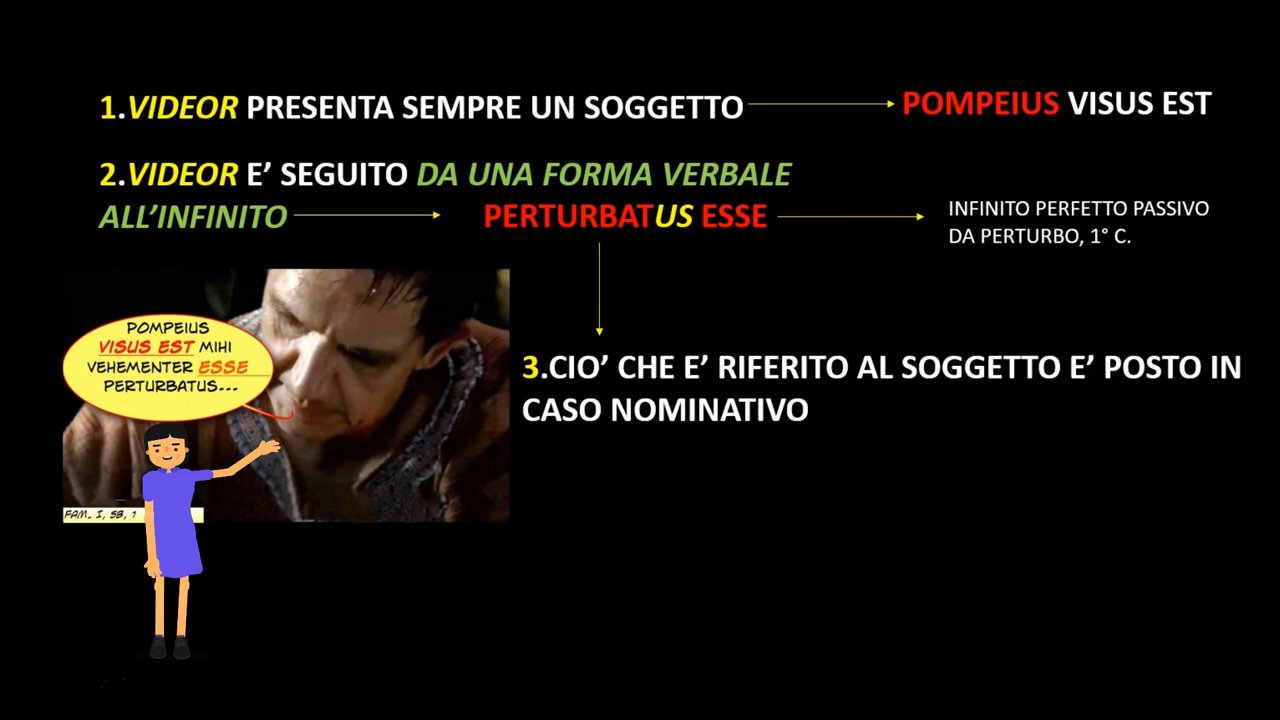 1.VIDEOR PRESENTA SEMPRE UN SOGGETTO
POMPEIUS VISUS EST
2.VIDEOR E’ SEGUITO DA UNA FORMA VERBALE
ALL’INFINITO
PERTURBATUS ESSE
INFINITO PERFETTO PASSIVO
DA PERTURBO, 1° C.
3.CIO’ CHE E’ RIFERITO AL SOGGETTO E’ POSTO IN
CASO NOMINATIVO
POMPEIUS
VISUS EST MIHI
VEHEMENTER ESSE
PERTURBATUS...
FAM. I, 5B, 1